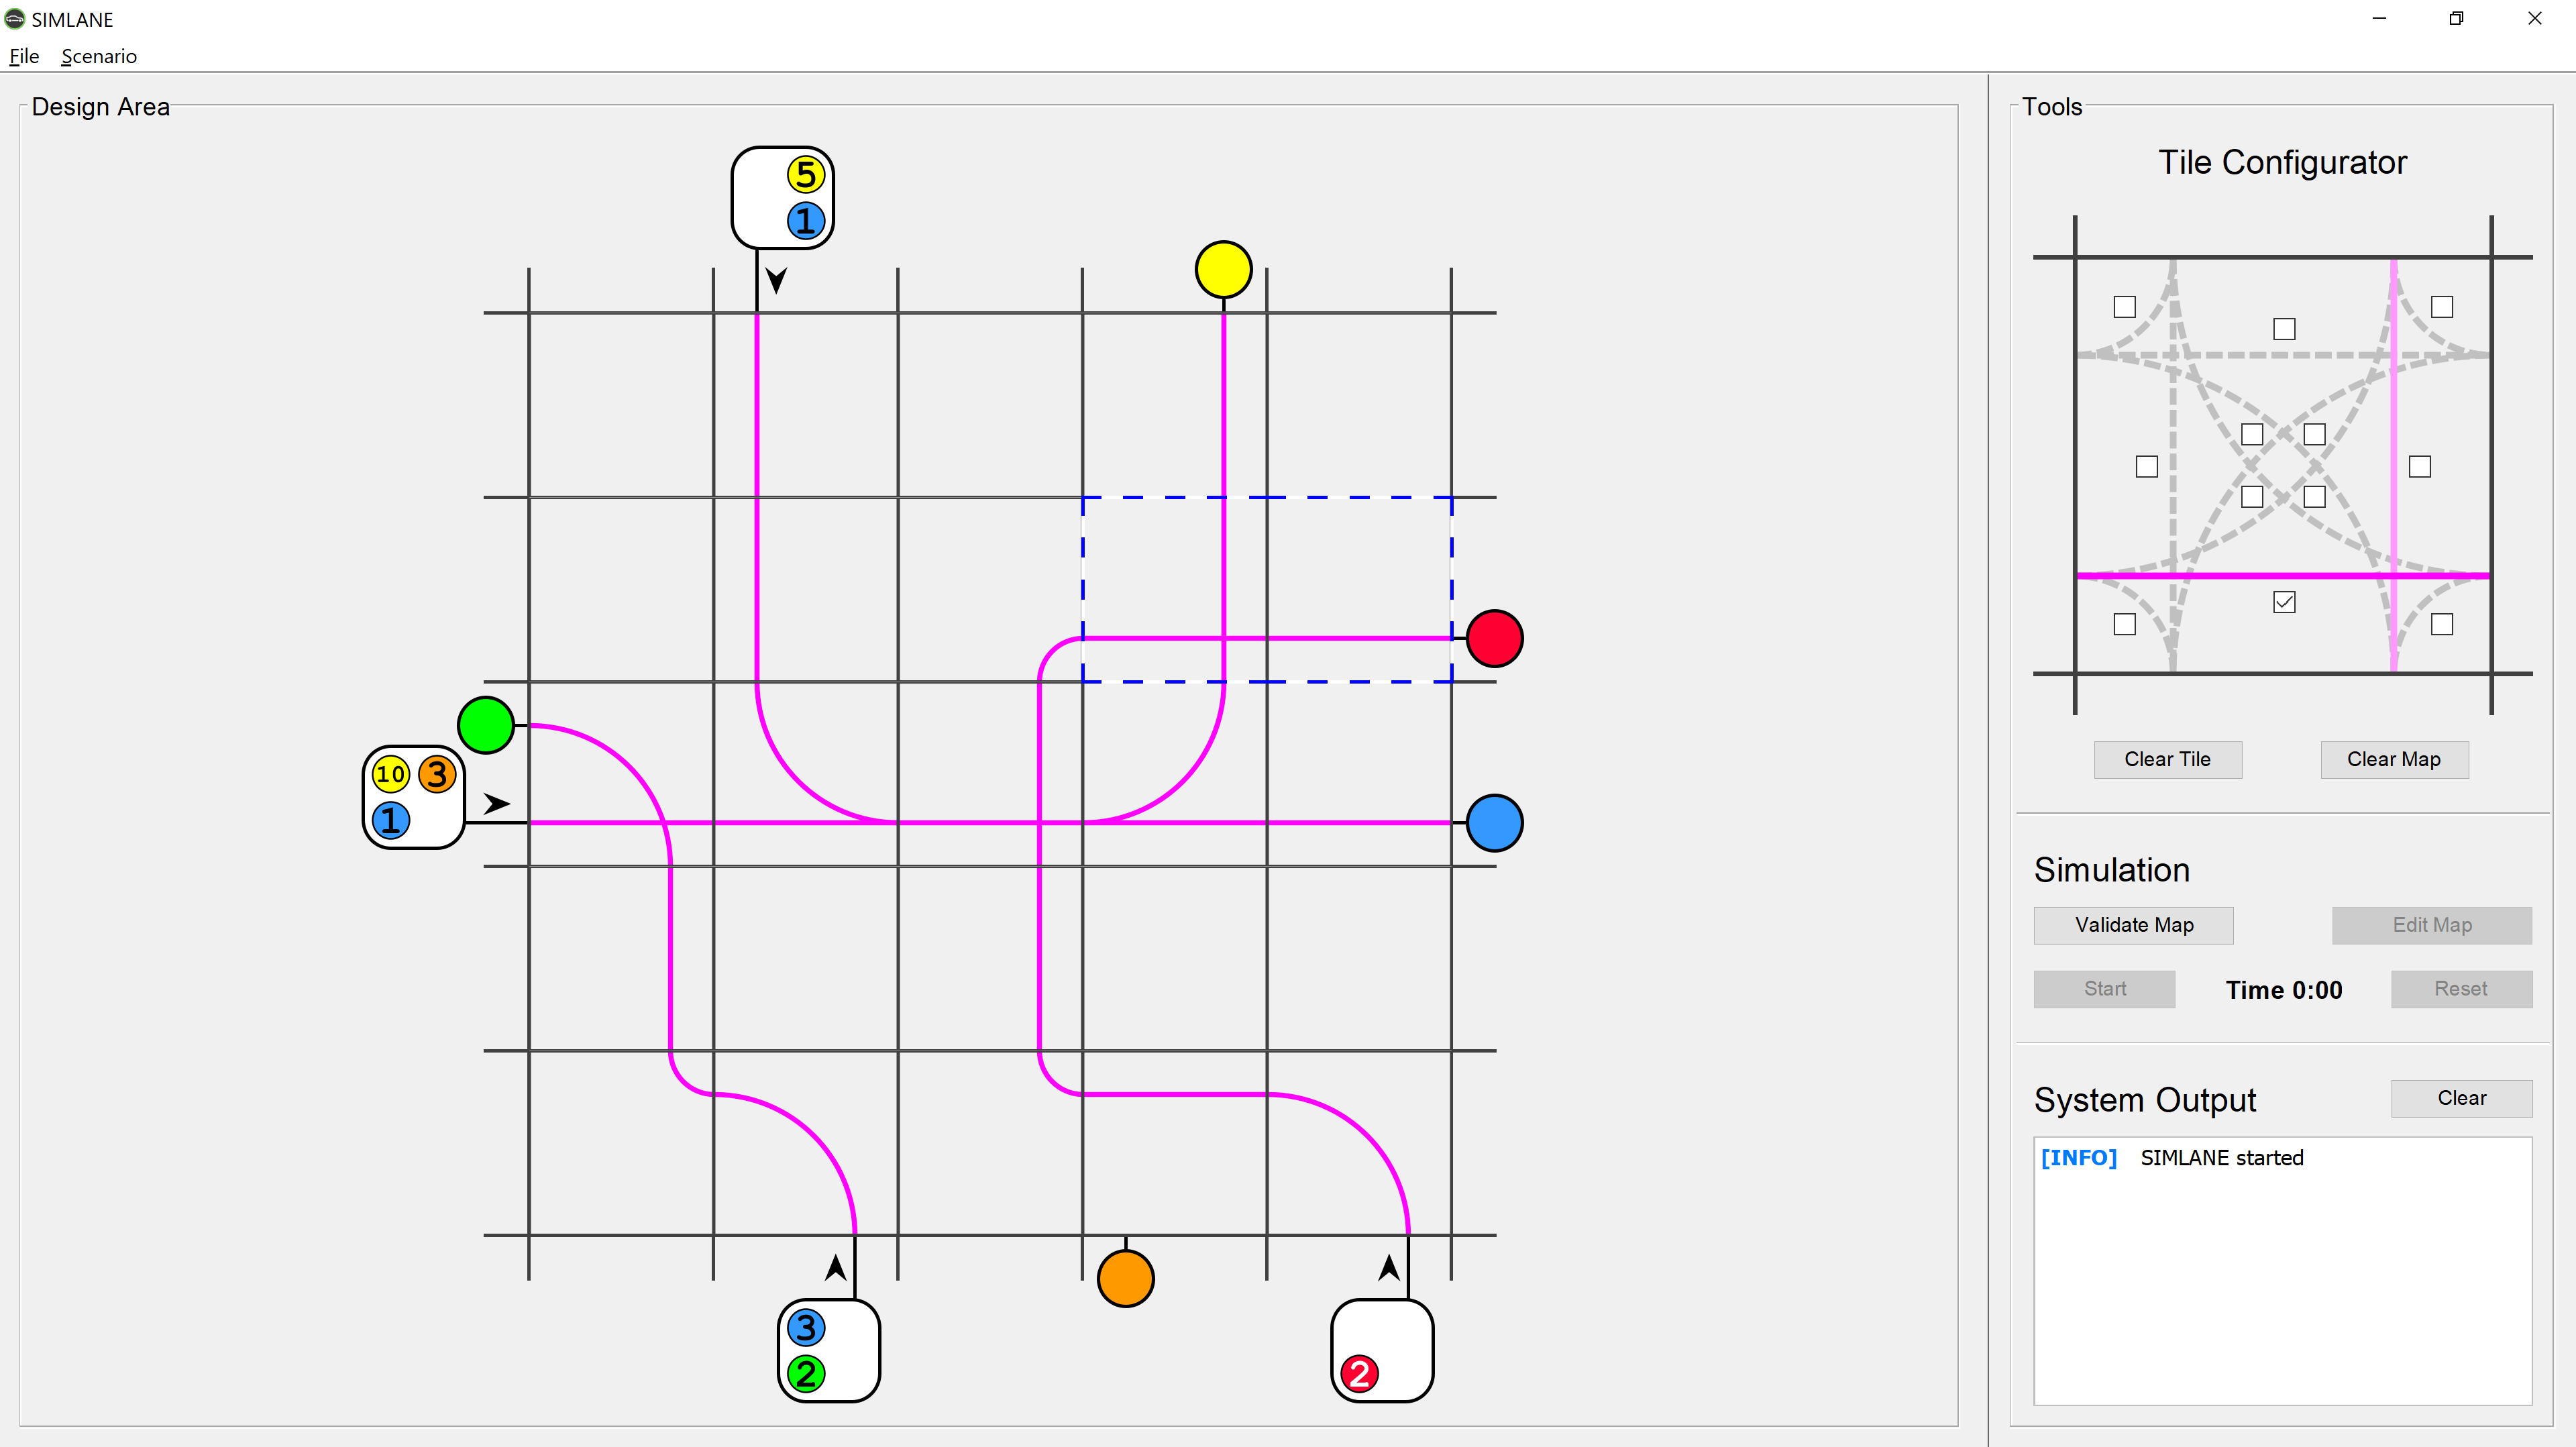 SIMLANE
File Scenario
Design Area
Tools
Tile Configurator
5
1
10 3
1
3
2
2
Clear Tile Clear Map
Simulation
Validate Map Edit Map
Start Time 0:00 Reset
System Output Clear
[INFO] SIMLANE started